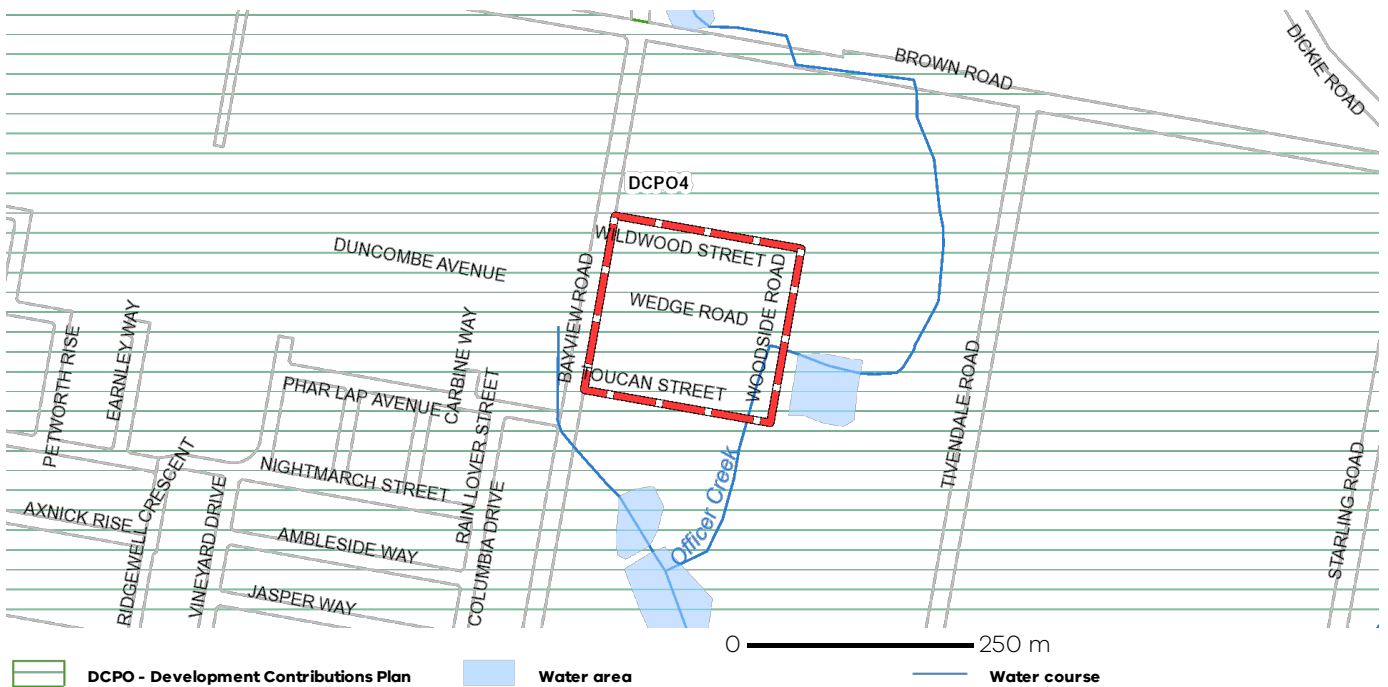 BROWN ROAD
DICKIE ROAD
DCPO4
WILDWOOD STREET
DUNCOMBE AVENUE
WEDGE ROAD
BAYVIEW ROAD
WOODSIDE ROAD
TOUCAN STREET
PETWORTH RISE
EARNLEY WAY
CARBINE WAY
PHAR LAP AVENUE
RAIN LOVER STREET
TIVENDALE ROAD
NIGHTMARCH STREET
AXNICK RISE
RIDGEWELL CRESCENT
VINEYARD DRIVE
COLUMBIA DRIVE
Officer Creek
STARLING ROAD
AMBLESIDE WAY
JASPER WAY
0 250 m
DCPO - Development Contributions Plan
Water area
Water course